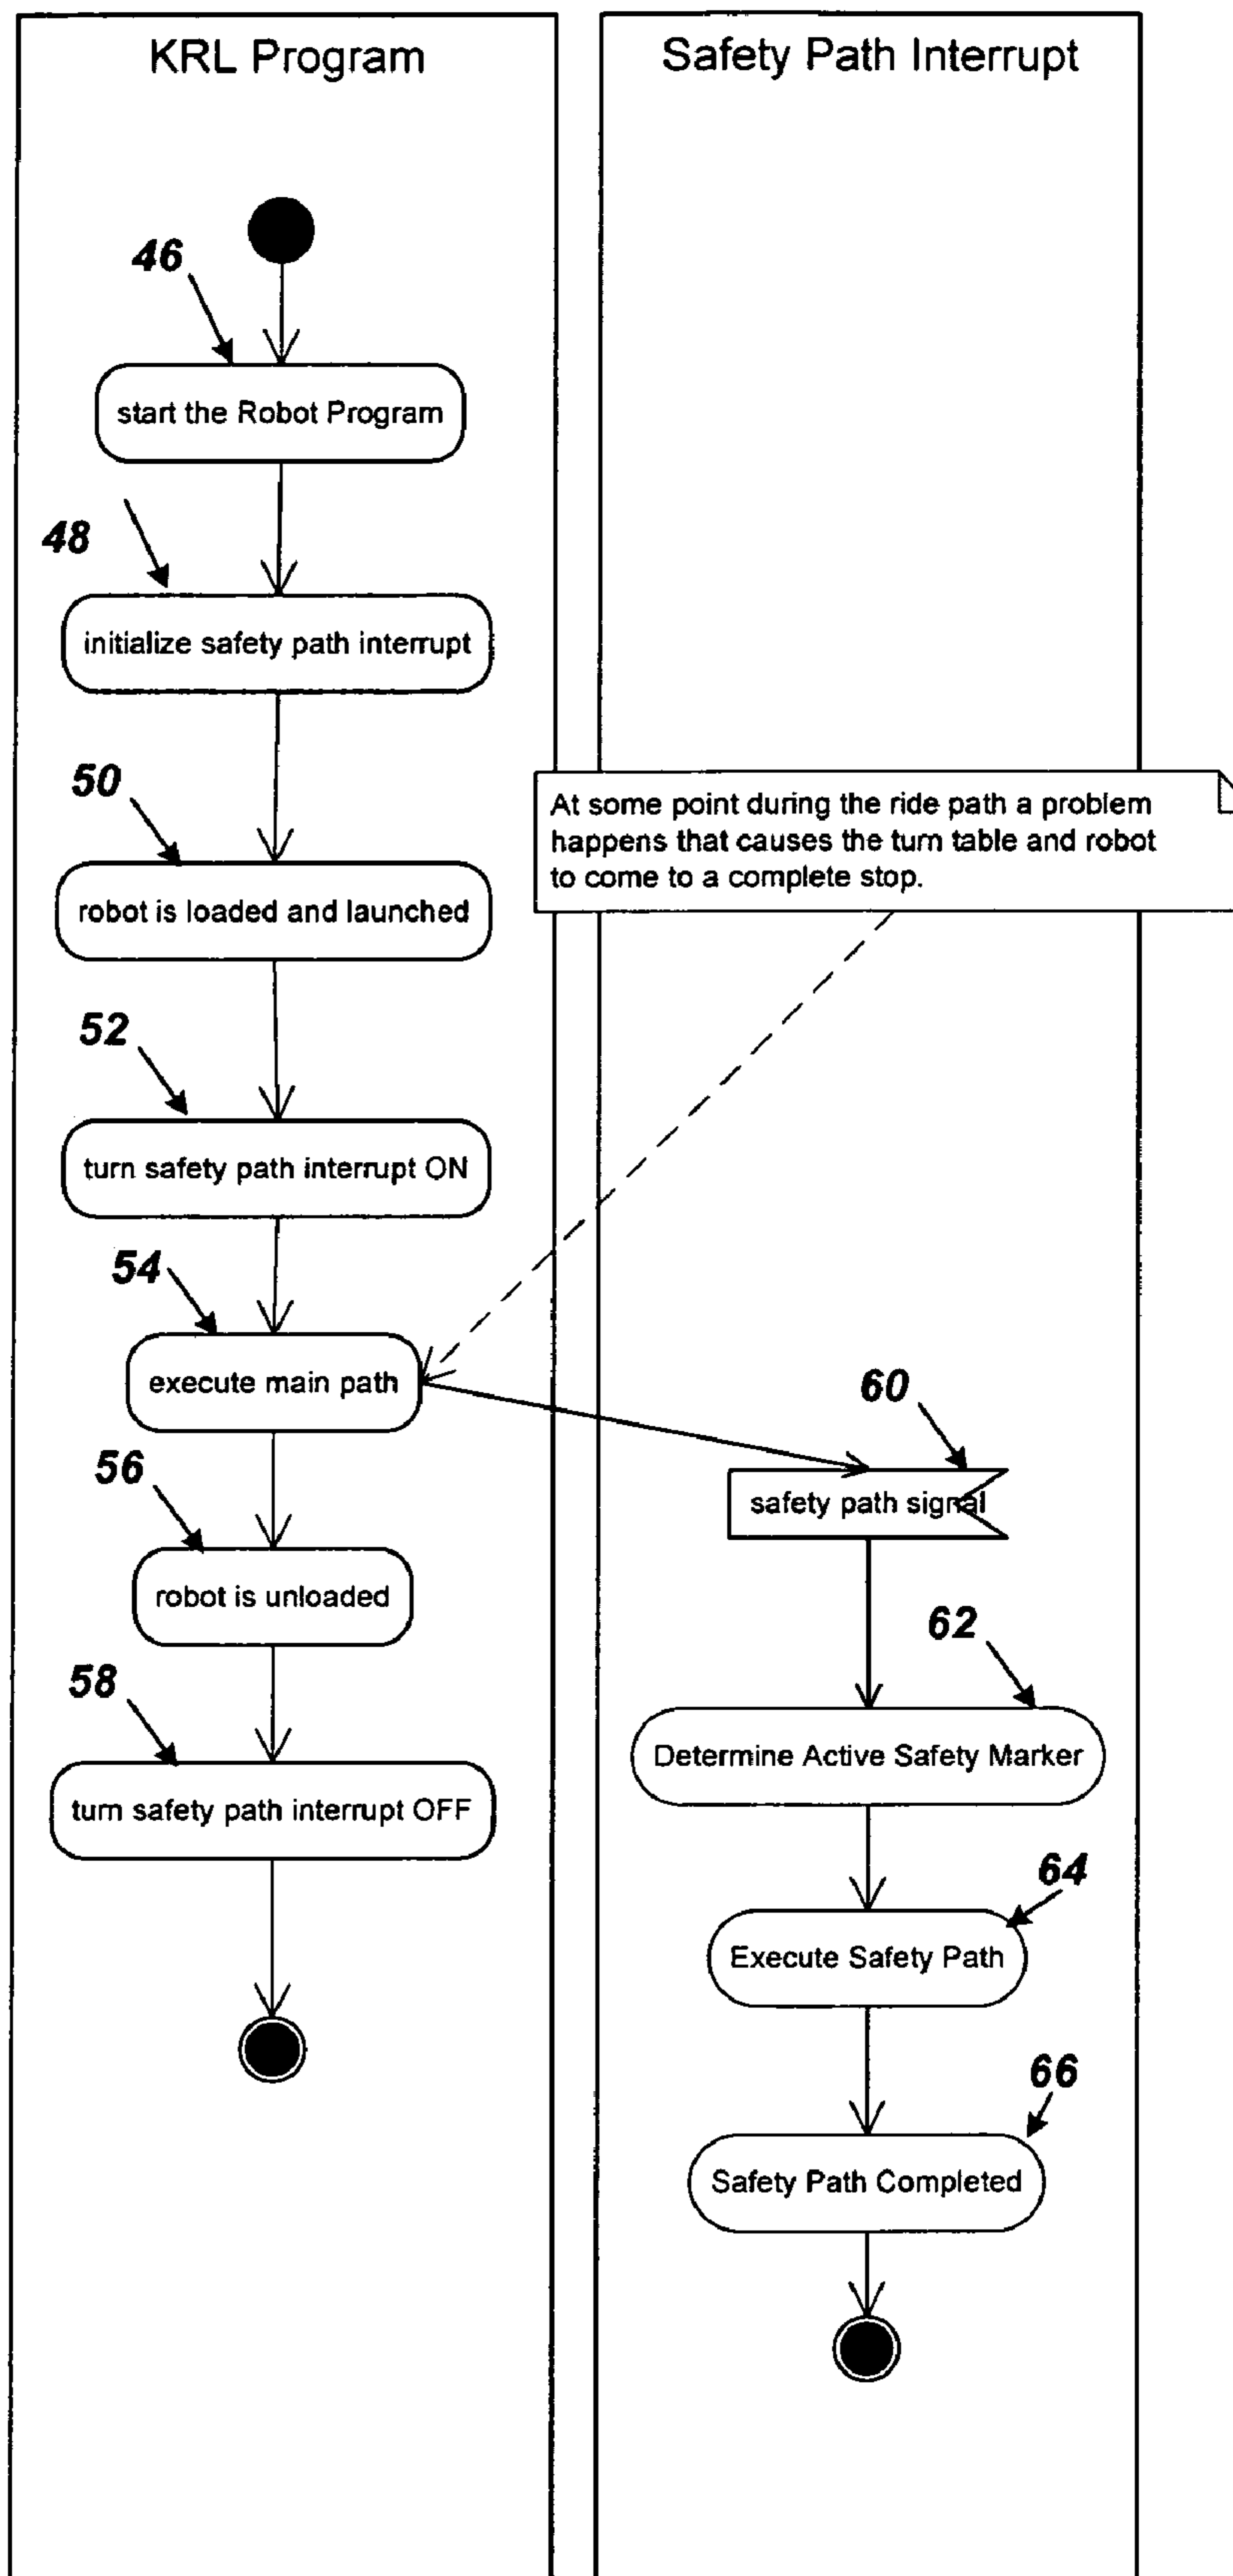 KRL Program
46
start the Robot Program
48
initialize safety path interrupt
50
robot is loaded and launched
52
turn safety path interrupt ON
54
execute main path
56
robot is unloaded
58
turn safety path interrupt OFF
Safety Path Interrupt
At some point during the ride path a problem
happens that causes the turn table and robot
to come to a complete stop.
60
safety path signal
62
Determine Active Safety Marker
64
Execute Safety Path
66
Safety Path Completed